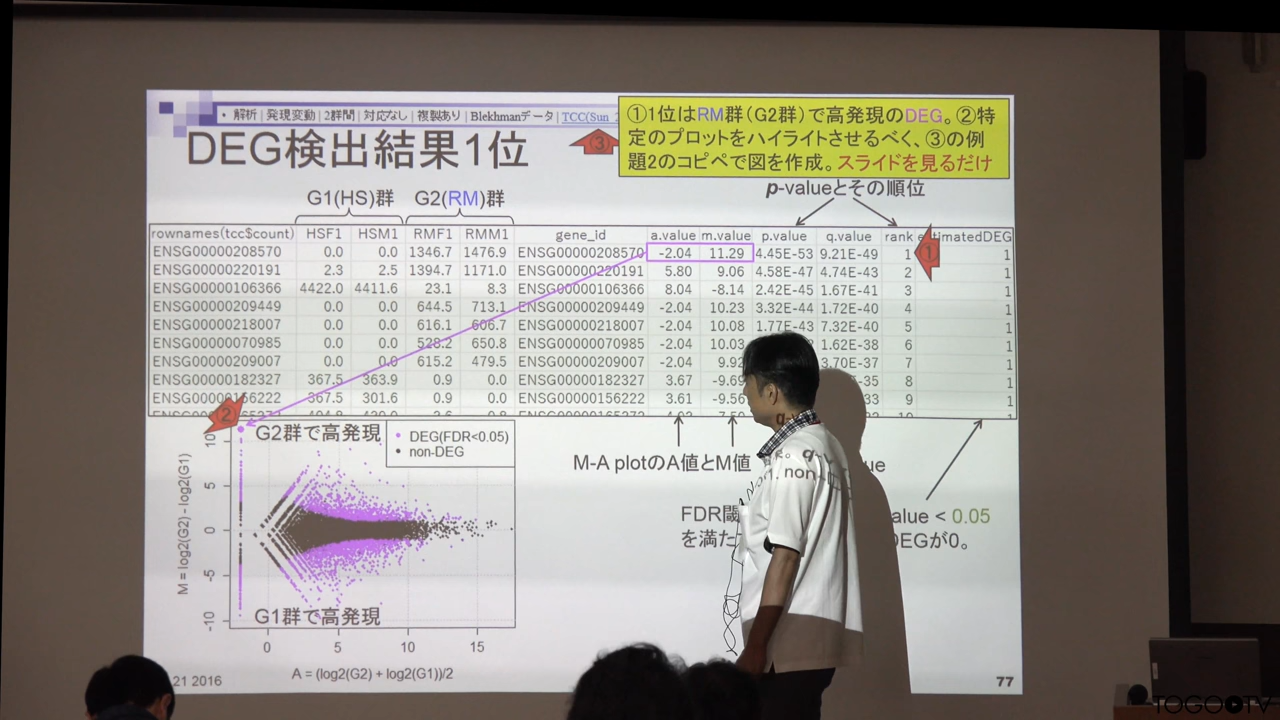 ・解析 | 発現変動 | 2群間 | 対応なし | 複製あり | Blekhmanデータ | TCC(Sun
DEG検出結果1位
①1位はRM群（G2群）で高発現のDEG。②特
定のプロットをハイライトさせるべく、③の例
題2のコピペで図を作成。スライドを見るだけ
③
G1(HS)群 G2(RM)群
p-valueとその順位
rownames(tcc$count) HSF1 HSM1 RMF1 RMM1 gene_id a.value m.value p.value q.value rank estimatedDEG
ENSG00000208570 0.0 0.0 1346.7 1476.9 ENSG00000208570 -2.04 11.29 4.45E-53 9.21E-49 1 1
①
ENSG00000220191 2.3 2.5 1394.7 1171.0 ENSG00000220191 5.80 9.06 4.58E-47 4.74E-43 2 1
ENSG00000106366 4422.0 4411.6 23.1 8.3 ENSG00000106366 8.04 -8.14 2.42E-45 1.67E-41 3 1
ENSG00000209449 0.0 0.0 644.5 713.1 ENSG00000209449 -2.04 10.23 3.32E-44 1.72E-40 4 1
ENSG00000218007 0.0 0.0 616.1 606.7 ENSG00000218007 -2.04 10.08 1.77E-43 7.32E-40 5 1
ENSG00000070985 0.0 0.0 528.2 650.8 ENSG00000070985 -2.04 10.03 1.62E-38 6 1
ENSG00000209007 0.0 0.0 615.2 479.5 ENSG00000209007 -2.04 9.92 3.70E-37 7 1
ENSG00000182327 367.5 363.9 0.9 0.0 ENSG00000182327 3.67 -9.69 E-35 8 1
ENSG00000156222 367.5 301.6 0.9 0.0 ENSG00000156222 3.61 -9.56 9 1
②
G2群で高発現
DEG(FDR<0.05)
non-DEG
M-A plotのA値とM値
FDR閾 alue < 0.05
を満た DEGが0。
M = log2(G2) - log2(G1)
10
5
0
-5
-10
G1群で高発現
0 5 10 15
A = (log2(G2) + log2(G1))/2
21 2016
77
TOGOTV